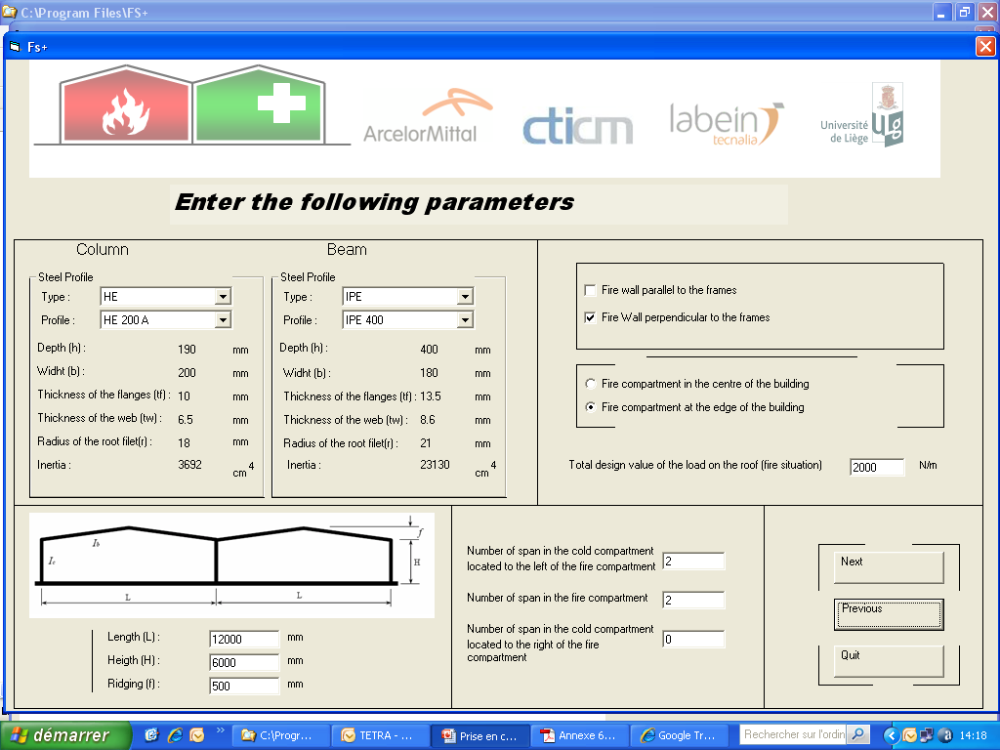 C:\Program Files\FS+
Fs+
ArcelorMittal
cticm
labein
tecnalia
Université
de Liège
ulg
Enter the following parameters
Column
Beam
Steel Profile
Type :
HE
Profile :
HE 200 A
Depth (h) :
190
mm
Widht (b) :
200
mm
Thickness of the flanges (tf) :
10
mm
Thickness of the web (tw) :
6.5
mm
Radius of the root filet(r) :
18
mm
Inertia :
3692
cm 4
Steel Profile
Type :
IPE
Profile :
IPE 400
Depth (h) :
400
mm
Widht (b) :
180
mm
Thickness of the flanges (tf) :
13.5
mm
Thickness of the web (tw) :
8.6
mm
Radius of the root filet(r) :
21
mm
Inertia :
23130
cm 4
Fire wall parallel to the frames
Fire Wall perpendicular to the frames
Fire compartment in the centre of the building
Fire compartment at the edge of the building
Total design value of the load on the roof (fire situation)
2000
N/m
Ib
Ic
f
H
L
L
Length (L) :
12000
mm
Heigth (H) :
6000
mm
Ridging (f) :
500
mm
Number of span in the cold compartment
located to the left of the fire compartment
2
Number of span in the fire compartment
2
Number of span in the cold compartment
located to the right of the fire
compartment
0
Next
Previous
Quit
démarrer
»
C:\Progr...
TETRA - ...
Prise en c...
Annexe 6...
Google Tr...
Rechercher sur l'ordin
14:18